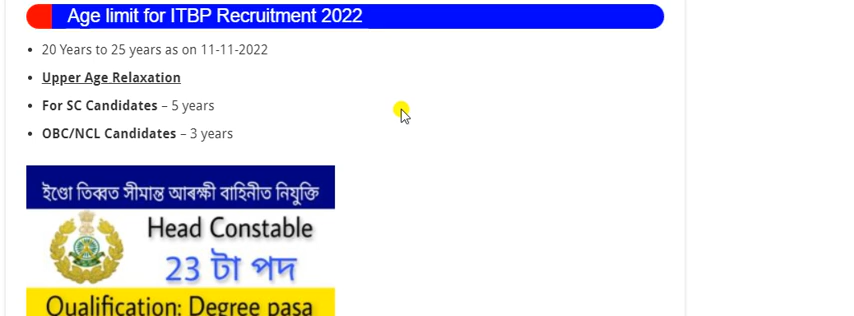 Age limit for ITBP Recruitment 2022
20 Years to 25 years as on 11-11-2022
Upper Age Relaxation
For SC Candidates – 5 years
OBC/NCL Candidates – 3 years
ইণ্ডো তিব্বত সীমান্ত আৰক্ষী বাহিনীত নিযুক্তি
Head Constable
23 টা পদ
Qualification: Degree pasa